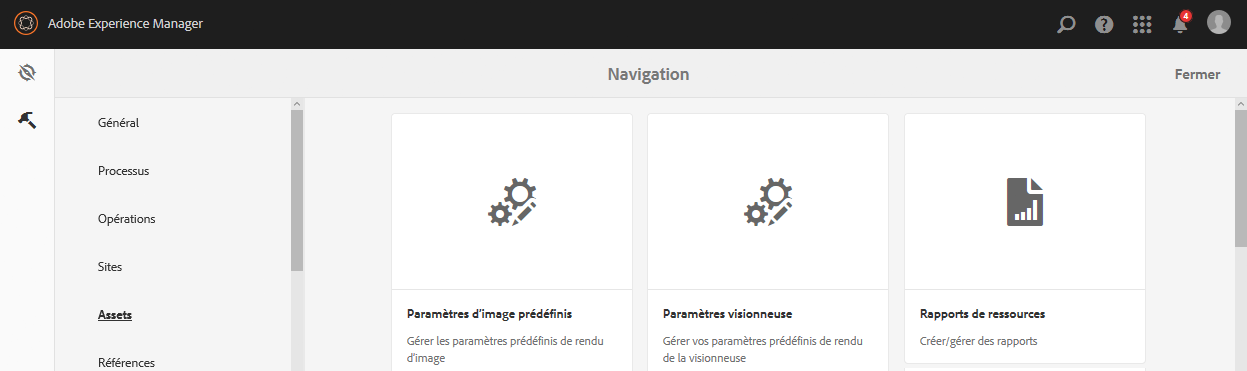 Adobe Experience Manager
4
Navigation
Fermer
Général
Processus
Opérations
Sites
Assets
Références
Paramètres d'image prédéfinis
Gérer les paramètres prédéfinis de rendu
d'image
Paramètres visionneuse
Gérer vos paramètres prédéfinis de rendu
de la visionneuse
Rapports de ressources
Créer/gérer des rapports